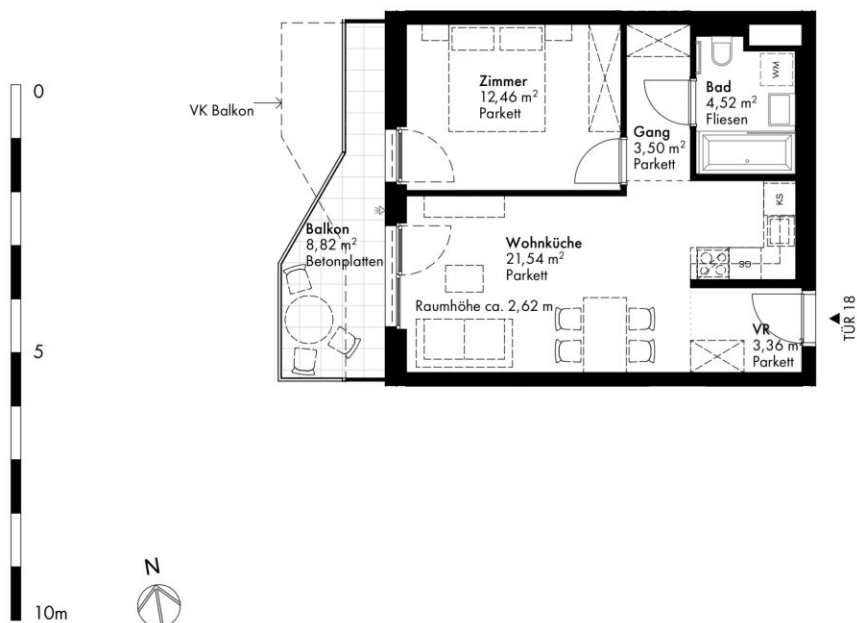 0
5
10m
N
VK Balkon
Zimmer
12,46 m²
Parkett
Gang
3,50 m²
Parkett
Bad
4,52 m²
Fliesen
WM
Balkon
8,82 m²
Betonplatten
Wohnküche
21,54 m²
Parkett
Raumhöhe ca. 2,62 m
KS
GS
VR
3,36 m²
Parkett
TÜR 18